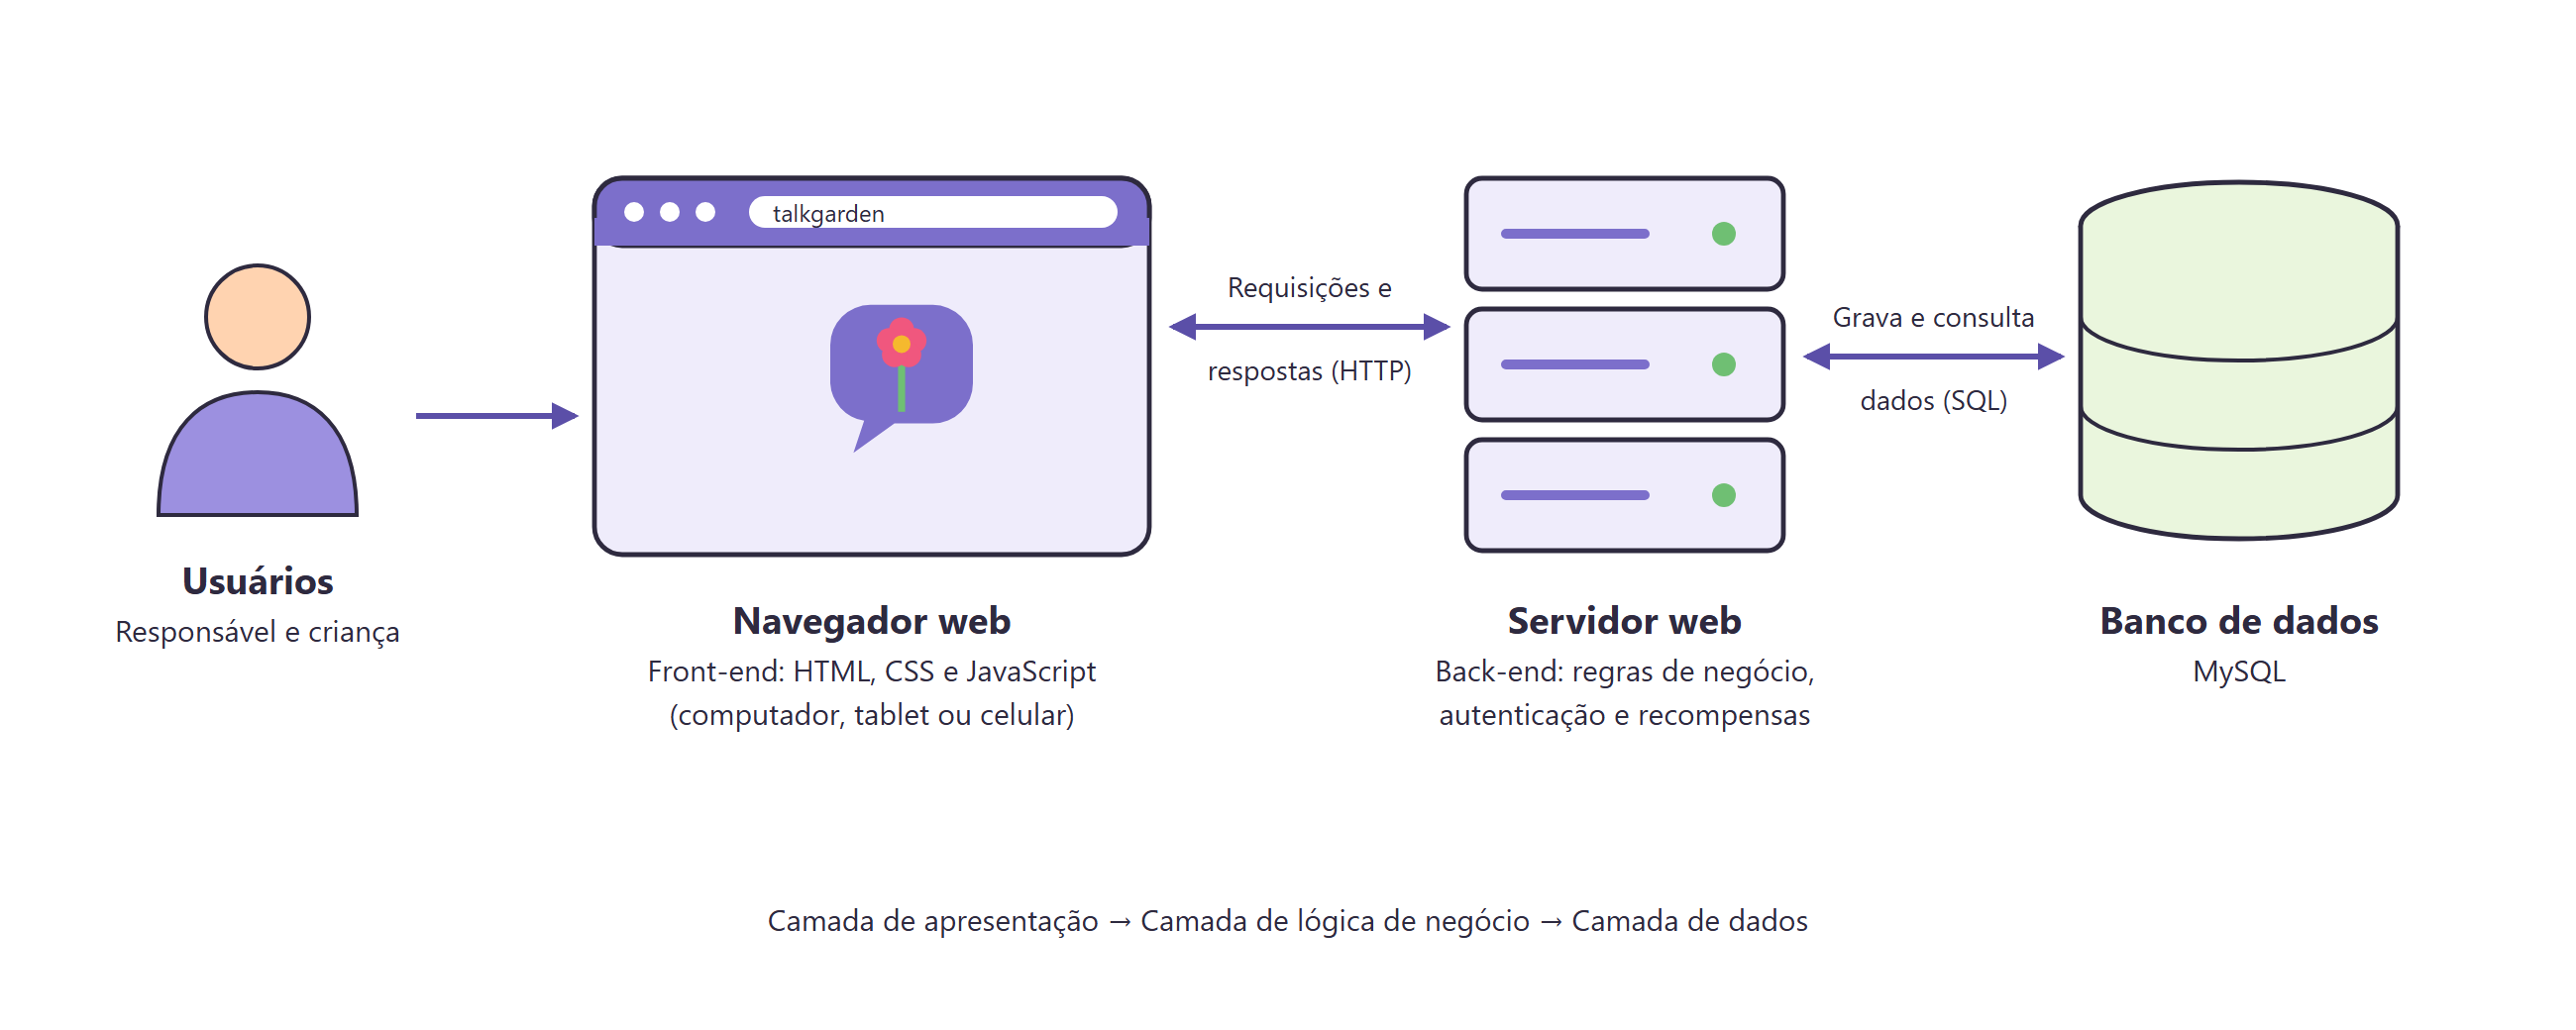 talkgarden
Requisições e
respostas (HTTP)
Grava e consulta
dados (SQL)
Usuários
Responsável e criança
Navegador web
Front-end: HTML, CSS e JavaScript
(computador, tablet ou celular)
Servidor web
Back-end: regras de negócio,
autenticação e recompensas
Banco de dados
MySQL
Camada de apresentação → Camada de lógica de negócio → Camada de dados